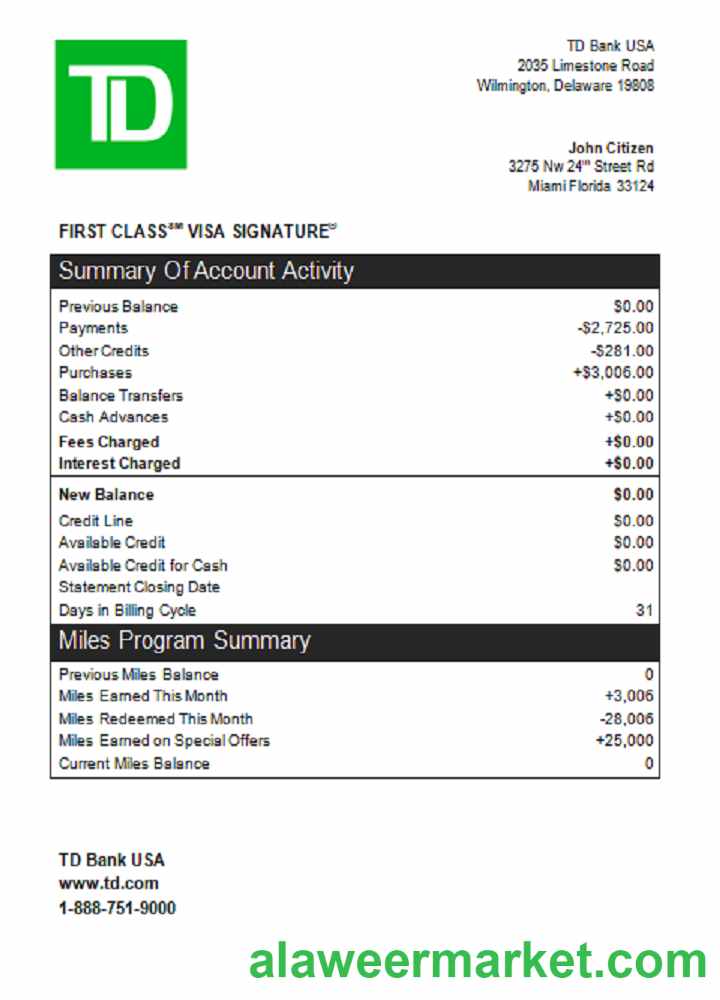 TD
TD Bank USA
2035 Limestone Road
Wilmington, Delaware 19808
John Citizen
3275 Nw 24th Street Rd
Miami Florida 33124
FIRST CLASS℠ VISA SIGNATURE®
Summary Of Account Activity
Previous Balance $0.00
Payments -$2,725.00
Other Credits -$281.00
Purchases +$3,006.00
Balance Transfers +$0.00
Cash Advances +$0.00
Fees Charged +$0.00
Interest Charged +$0.00
New Balance $0.00
Credit Line $0.00
Available Credit $0.00
Available Credit for Cash $0.00
Statement Closing Date
Days in Billing Cycle 31
Miles Program Summary
Previous Miles Balance 0
Miles Earned This Month +3,006
Miles Redeemed This Month -28,006
Miles Earned on Special Offers +25,000
Current Miles Balance 0
TD Bank USA
www.td.com
1-888-751-9000
alaweermarket.com